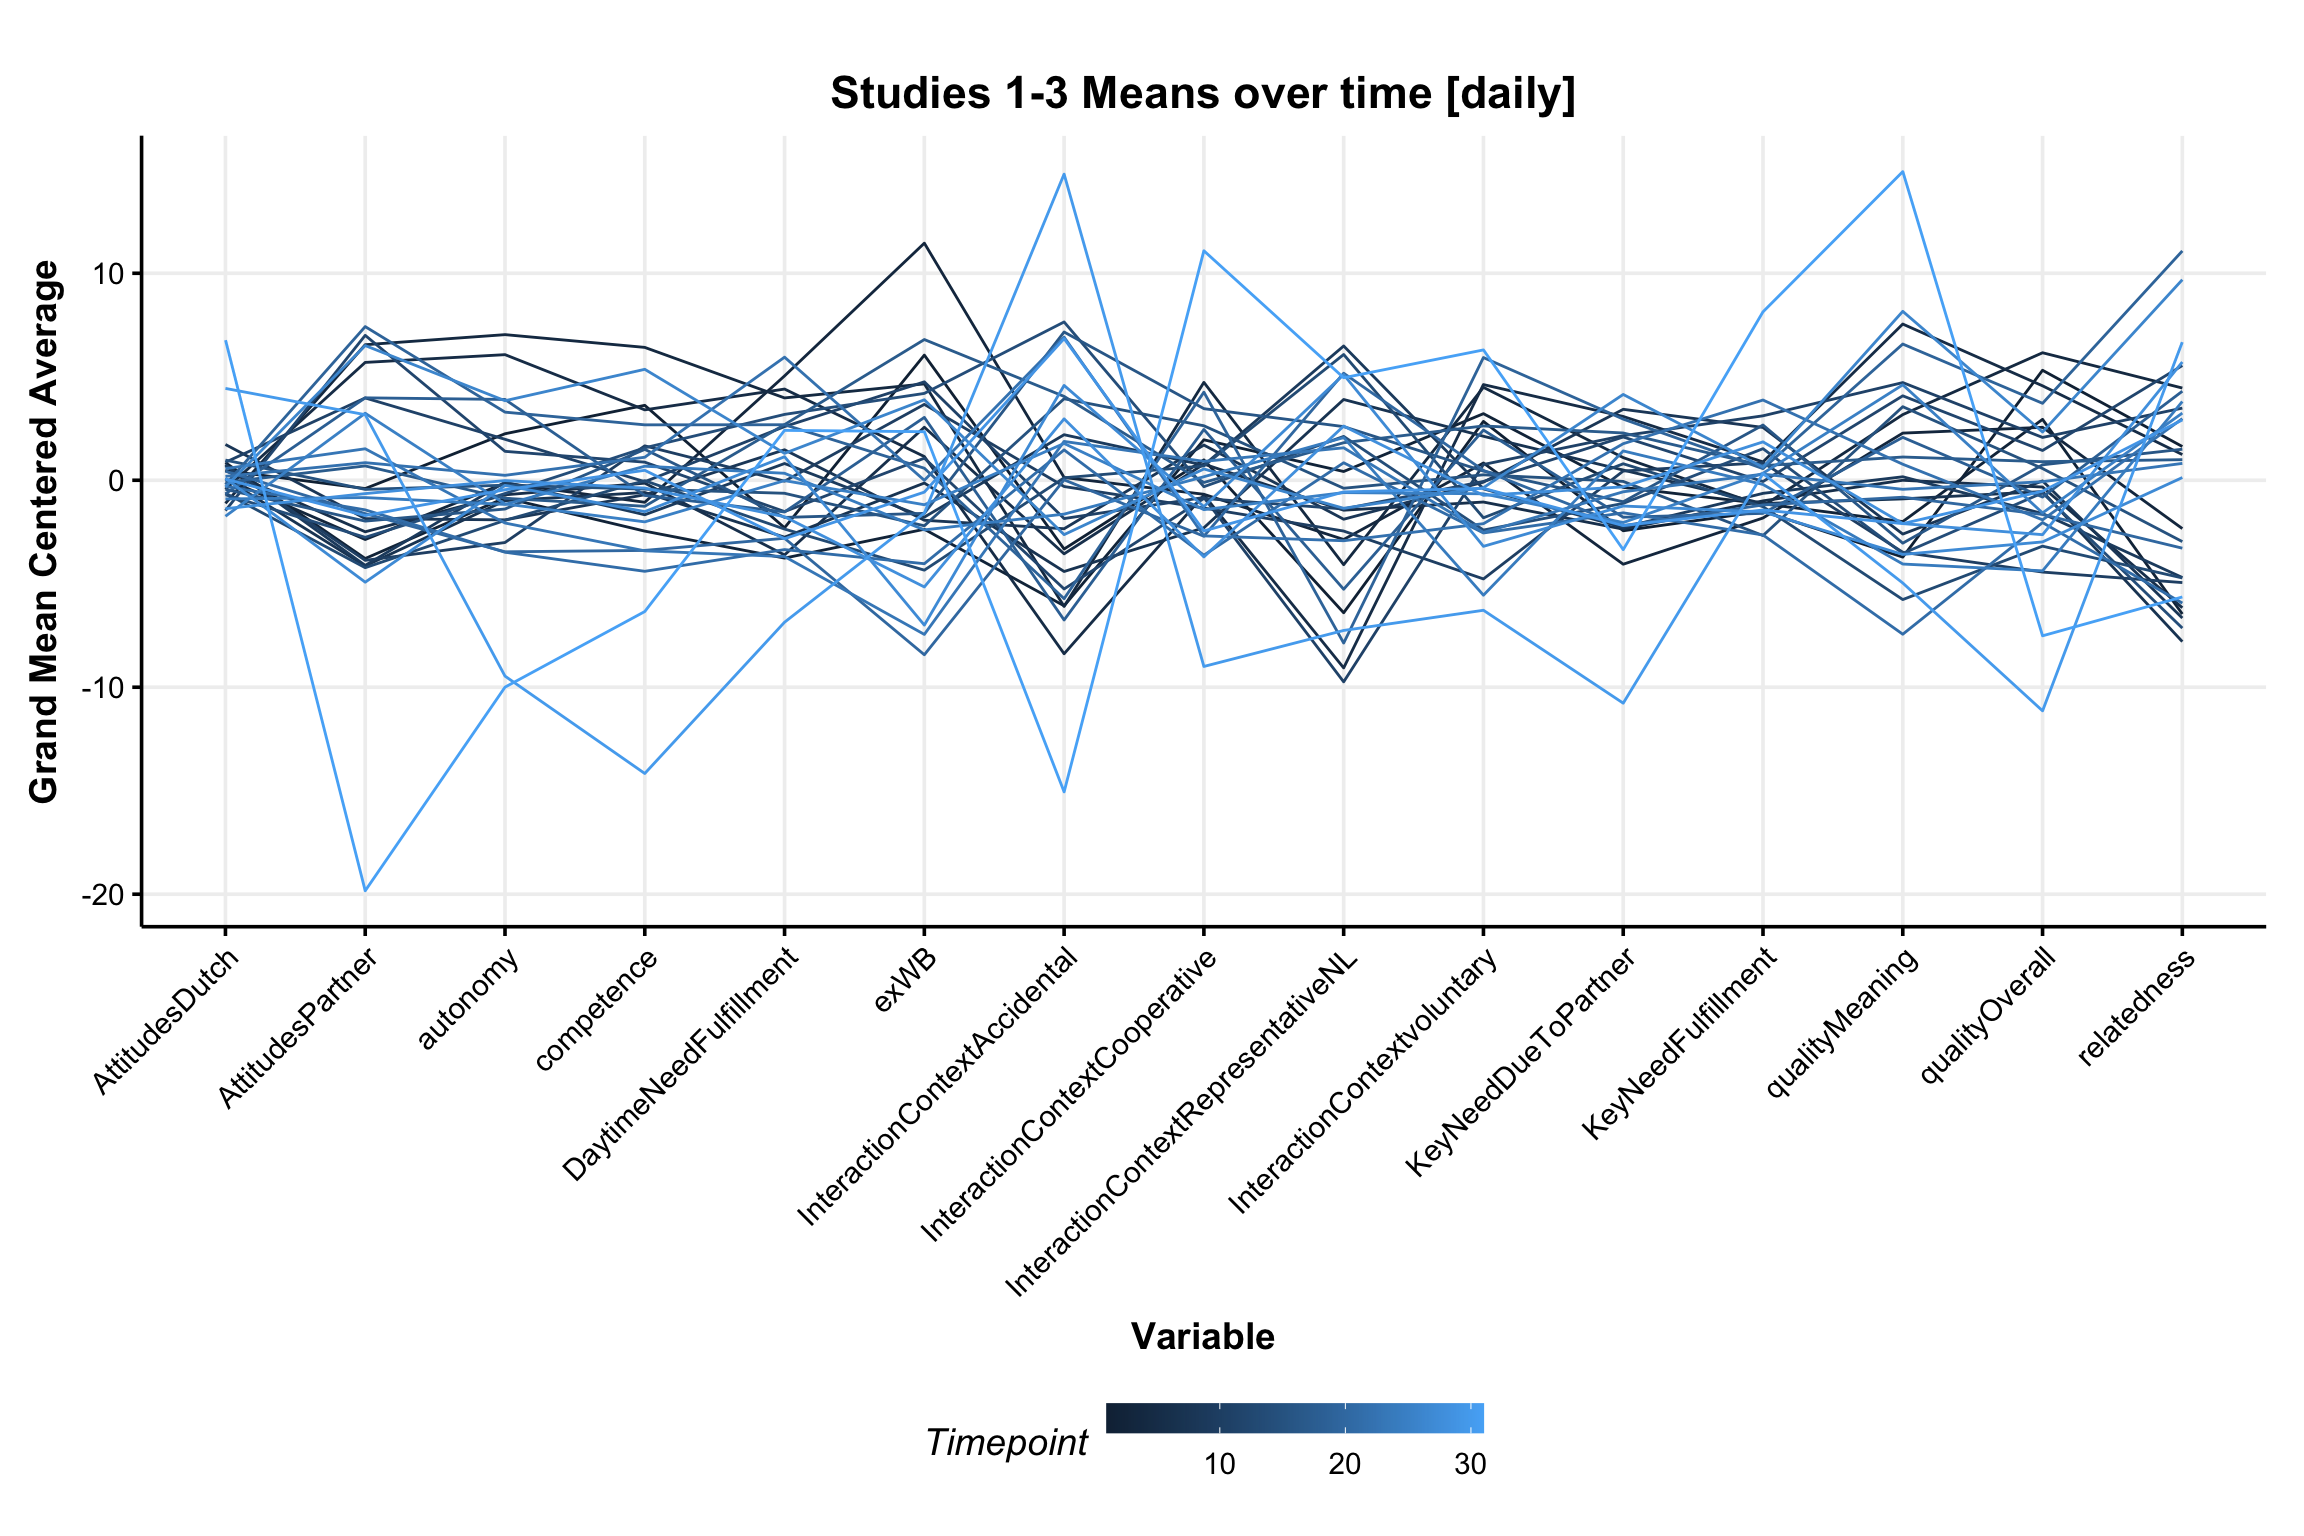 Studies 1-3 Means over time [daily]
Grand Mean Centered Average
10
0
-10
-20
AttitudesDutch
AttitudesPartner
autonomy
competence
DaytimeNeedFulfillment
exWB
InteractionContextAccidental
InteractionContextCooperative
InteractionContextRepresentativeNL
InteractionContextvoluntary
KeyNeedDueToPartner
KeyNeedFulfillment
qualityMeaning
qualityOverall
relatedness
Variable
Timepoint
10 20 30